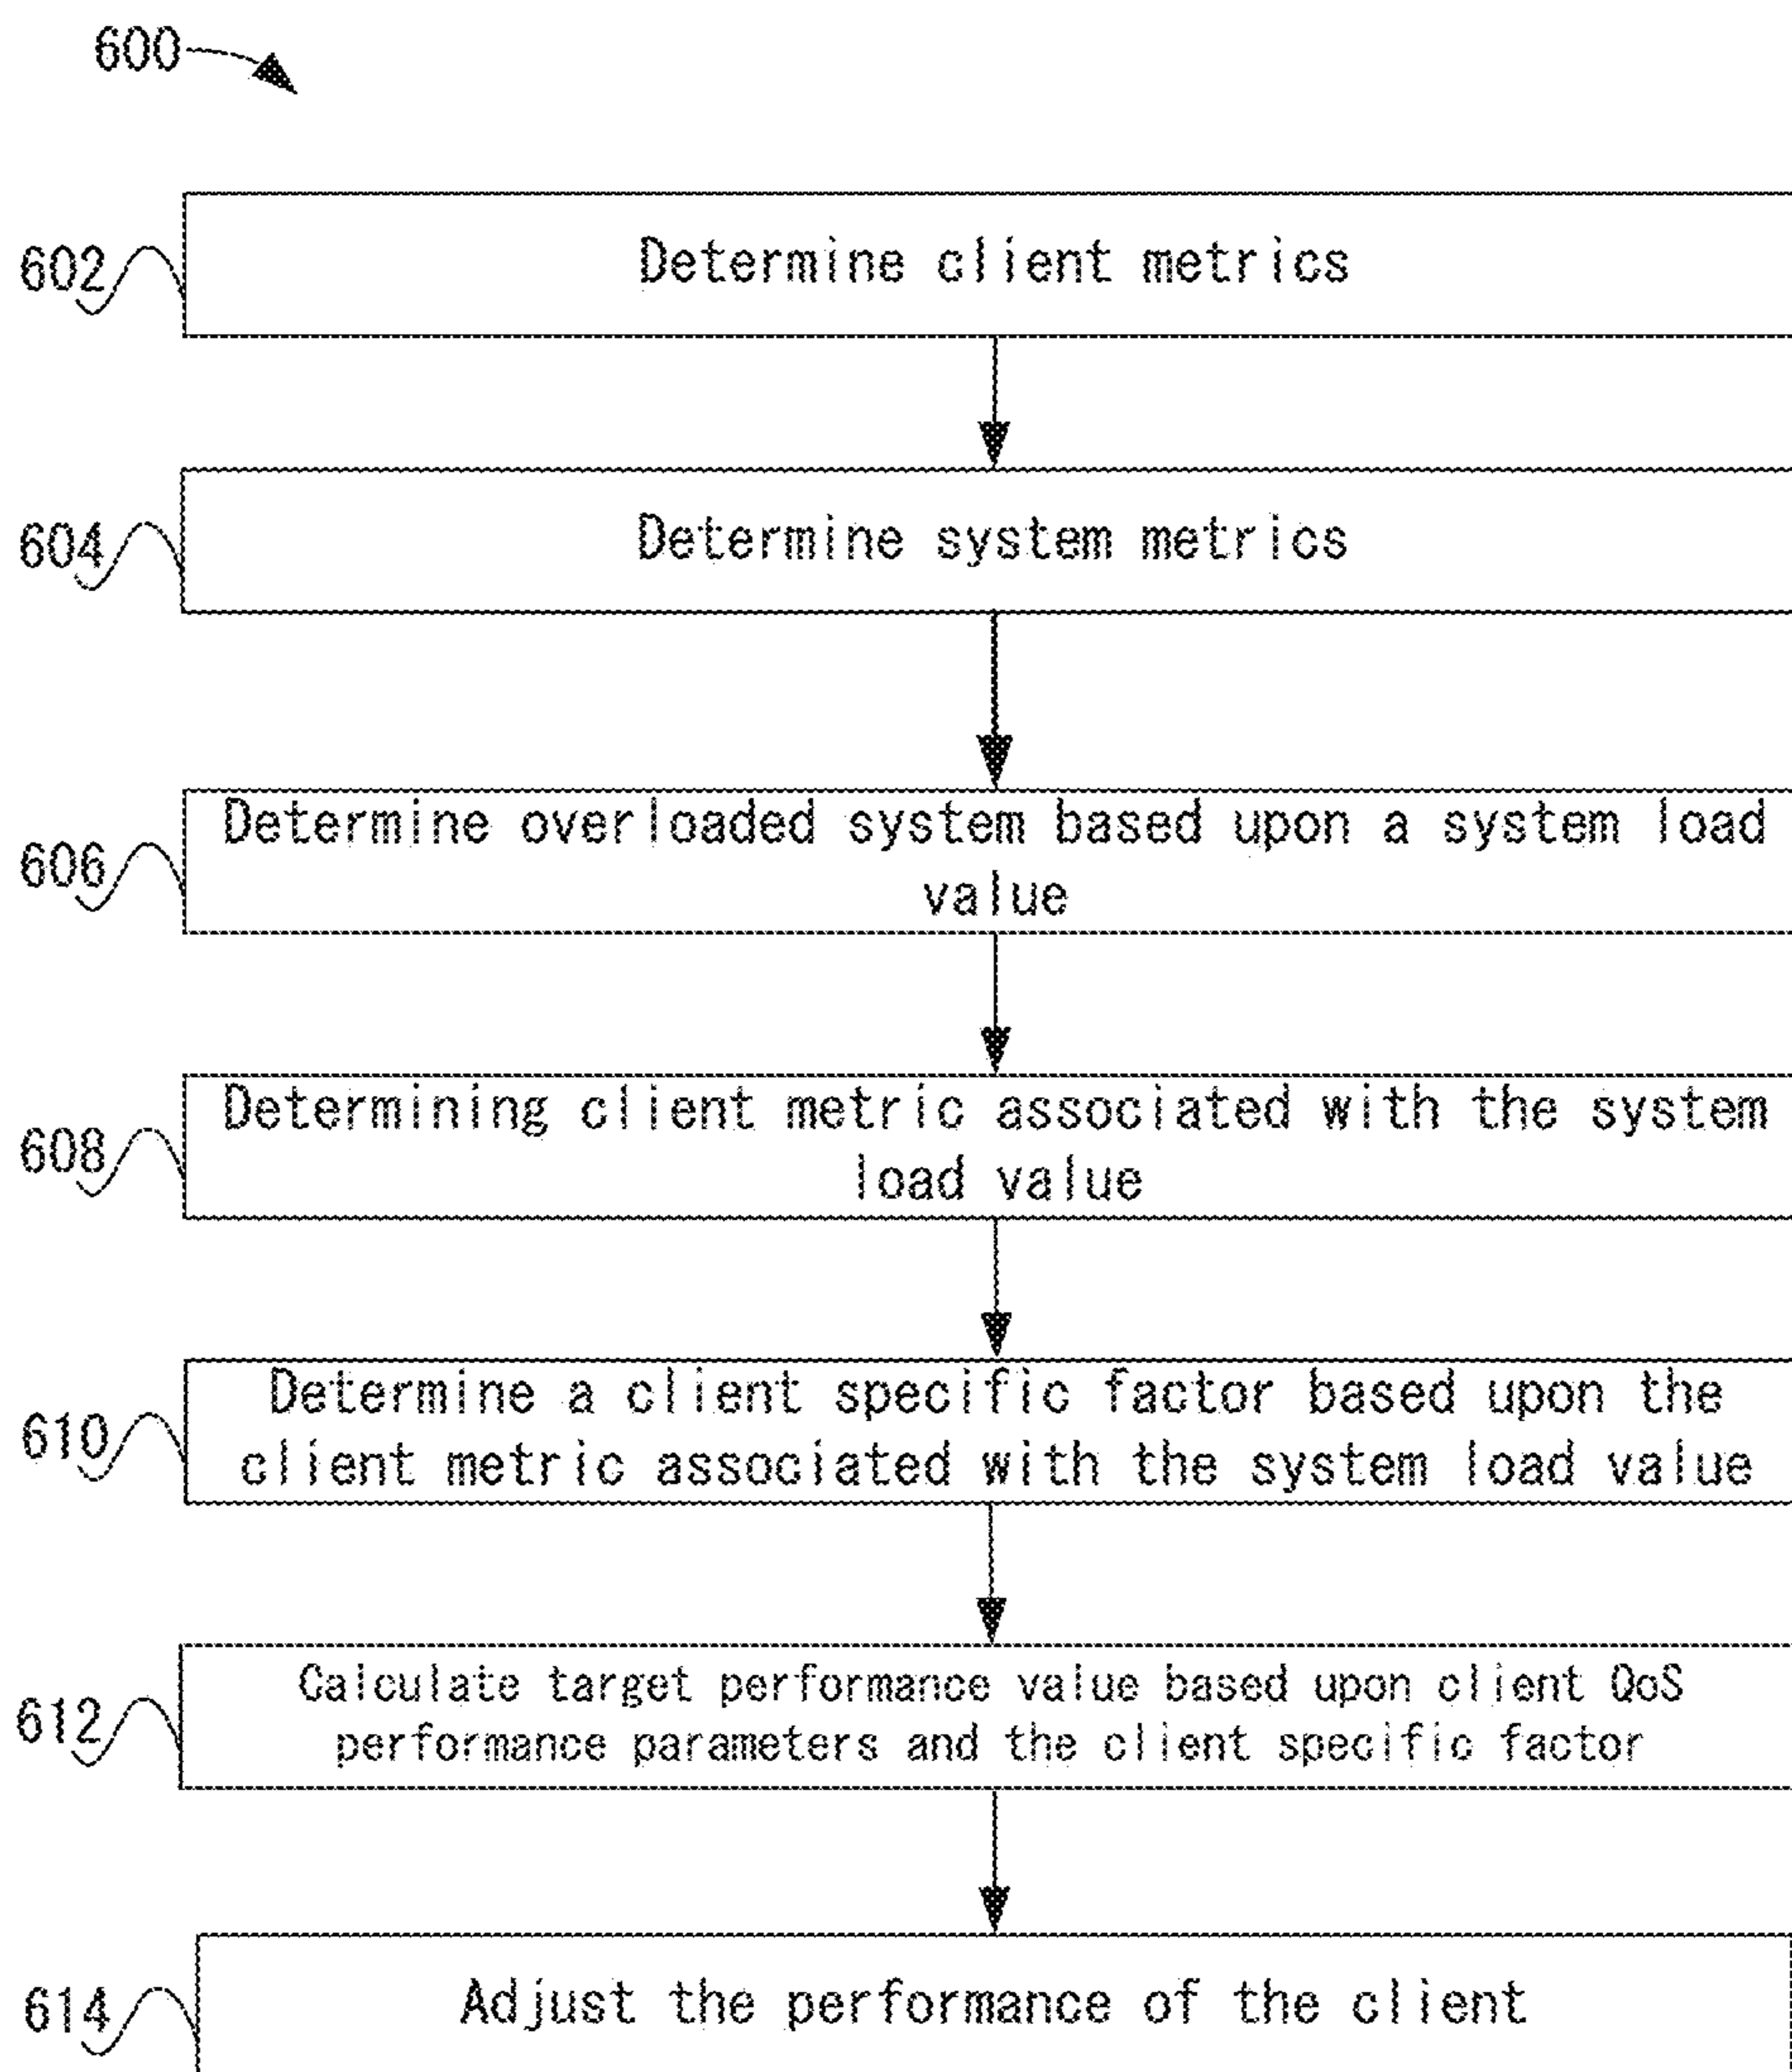 600
602
Determine client metrics
604
Determine system metrics
606
Determine overloaded system based upon a system load
value
608
Determining client metric associated with the system
load value
610
Determine a client specific factor based upon the
client metric associated with the system load value
612
Calculate target performance value based upon client QoS
performance parameters and the client specific factor
614
Adjust the performance of the client